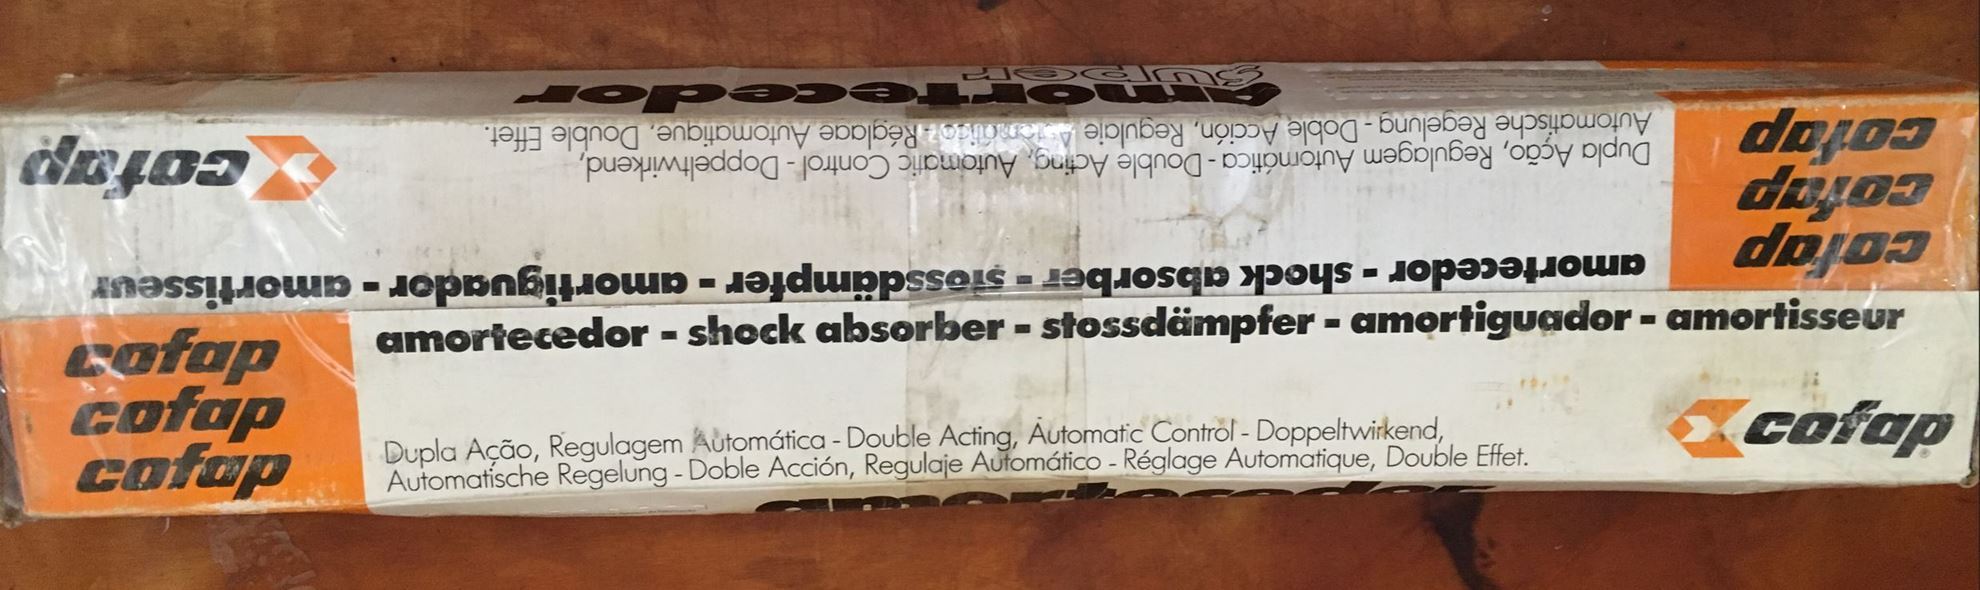 super
amortecedor
Dupla Ação, Regulagem Automática - Double Acting, Automatic Control - Doppeltwirkend,
Automatische Regelung - Doble Acción, Regulaje Automático - Réglage Automatique, Double Effet.
cofap
cofap
cofap
cofap
amortecedor - shock absorber - stossdämpfer - amortiguador - amortisseur
amortecedor - shock absorber - stossdämpfer - amortiguador - amortisseur
cofap
cofap
cofap
cofap
Dupla Ação, Regulagem Automática - Double Acting, Automatic Control - Doppeltwirkend,
Automatische Regelung - Doble Acción, Regulaje Automático - Réglage Automatique, Double Effet.
amortecedor